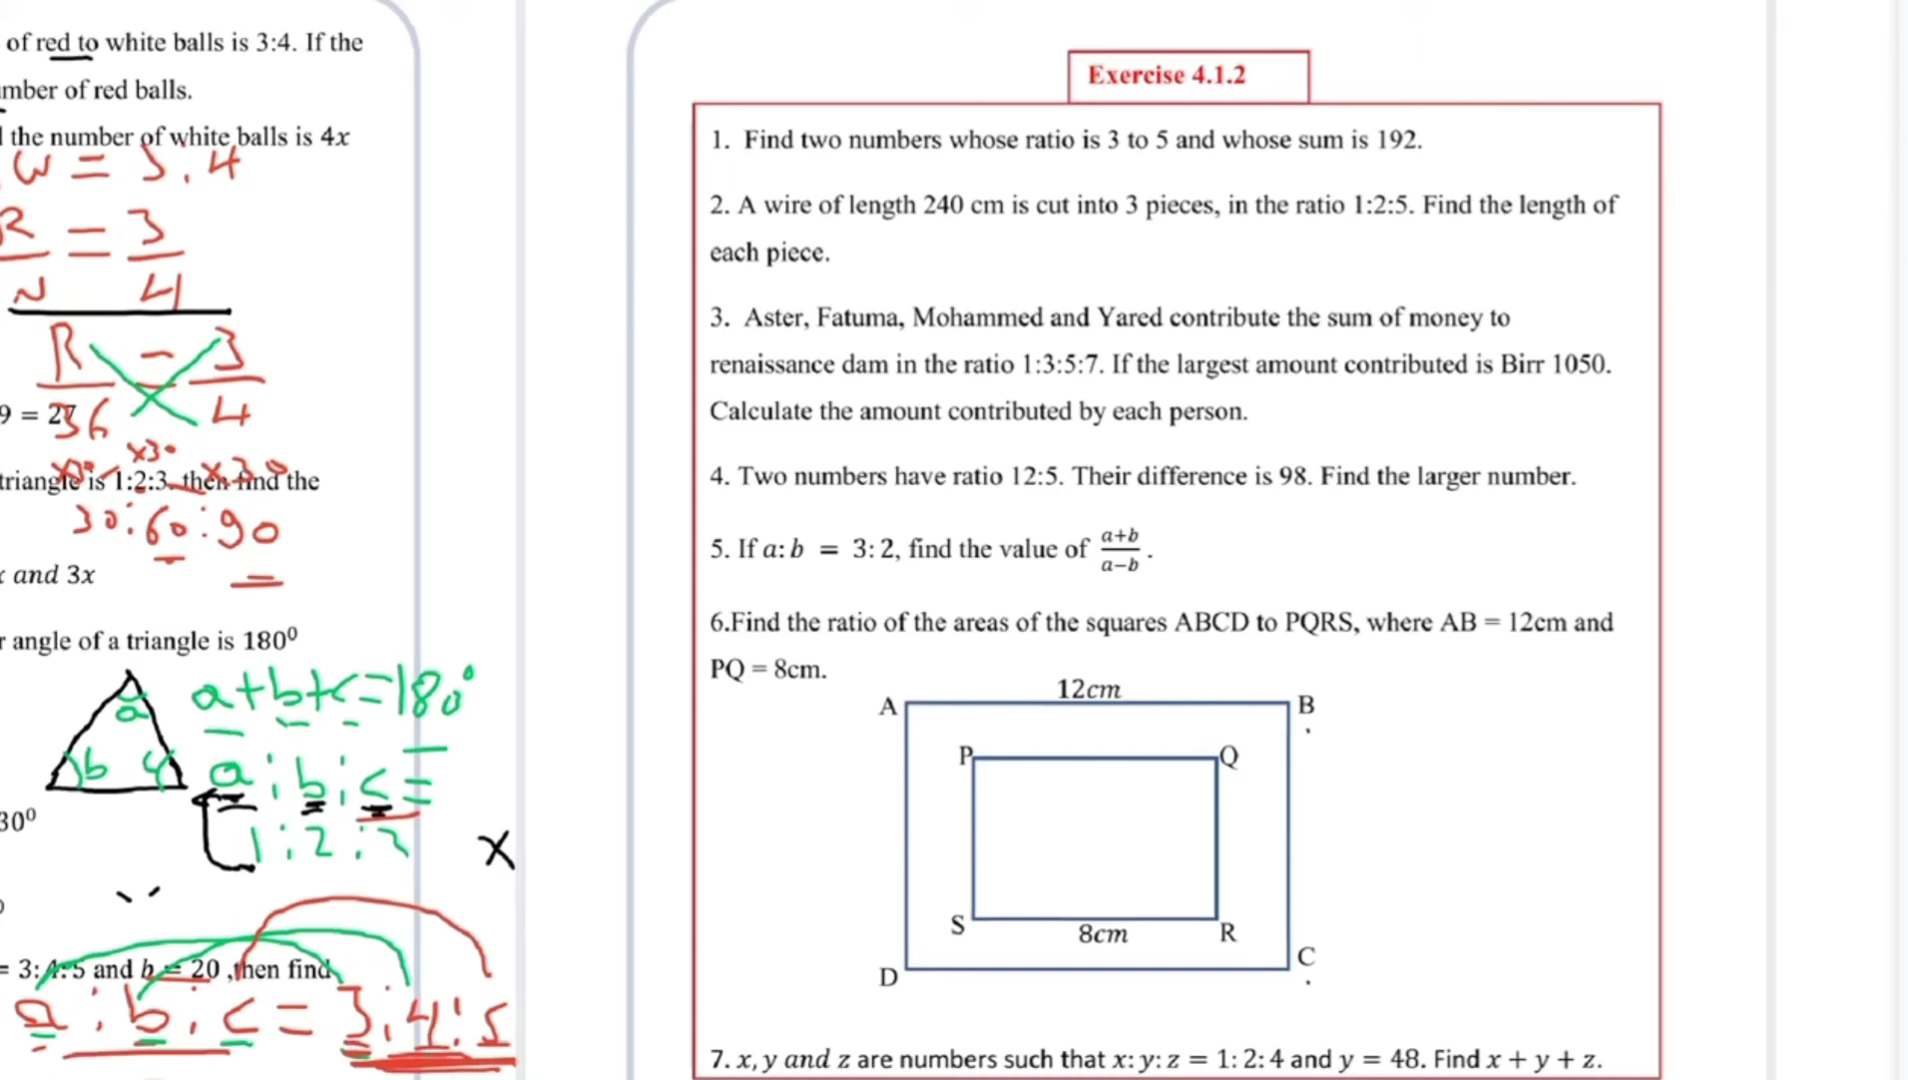 of red to white balls is 3:4. If the
mber of red balls.
the number of white balls is 4x
W = 3:4
R = 3
4
R = 3
36 4
9 = 27
×30 ×30 ×30
triangle is 1:2:3. then find the
30:60:90
and 3x
r angle of a triangle is 180⁰
a+b+c=180°
a
b
a:b:c=
1:2:3
30⁰
x
= 3:4:5 and b = 20 ,then find
a:b:c = 3:4:5
Exercise 4.1.2
1. Find two numbers whose ratio is 3 to 5 and whose sum is 192.
2. A wire of length 240 cm is cut into 3 pieces, in the ratio 1:2:5. Find the length of
each piece.
3. Aster, Fatuma, Mohammed and Yared contribute the sum of money to
renaissance dam in the ratio 1:3:5:7. If the largest amount contributed is Birr 1050.
Calculate the amount contributed by each person.
4. Two numbers have ratio 12:5. Their difference is 98. Find the larger number.
5. If a:b = 3:2, find the value of a+b/a−b .
6.Find the ratio of the areas of the squares ABCD to PQRS, where AB = 12cm and
PQ = 8cm.
12cm
A B
P Q
S R
8cm
C
D
7. x, y and z are numbers such that x:y:z = 1:2:4 and y = 48. Find x + y + z.